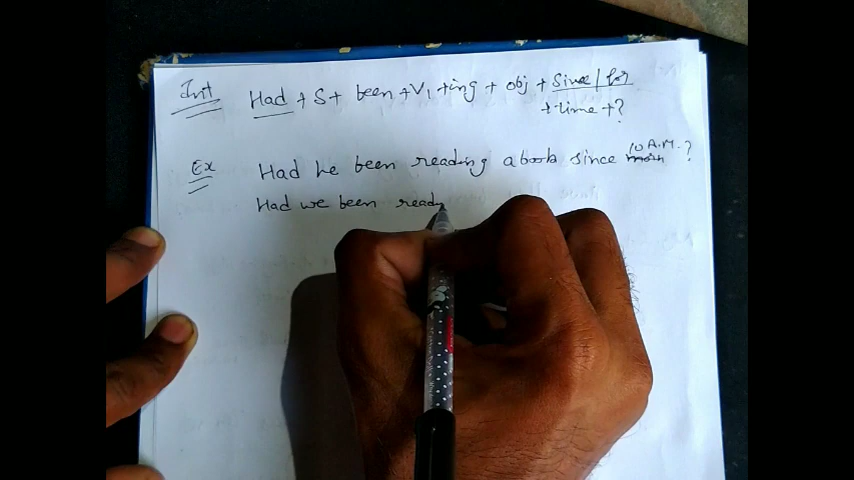 Int Had + S + been + V1 + ing + obj + Since / for
+ time + ?
Ex Had he been reading a book since 10 A.M. ?
Had we been read